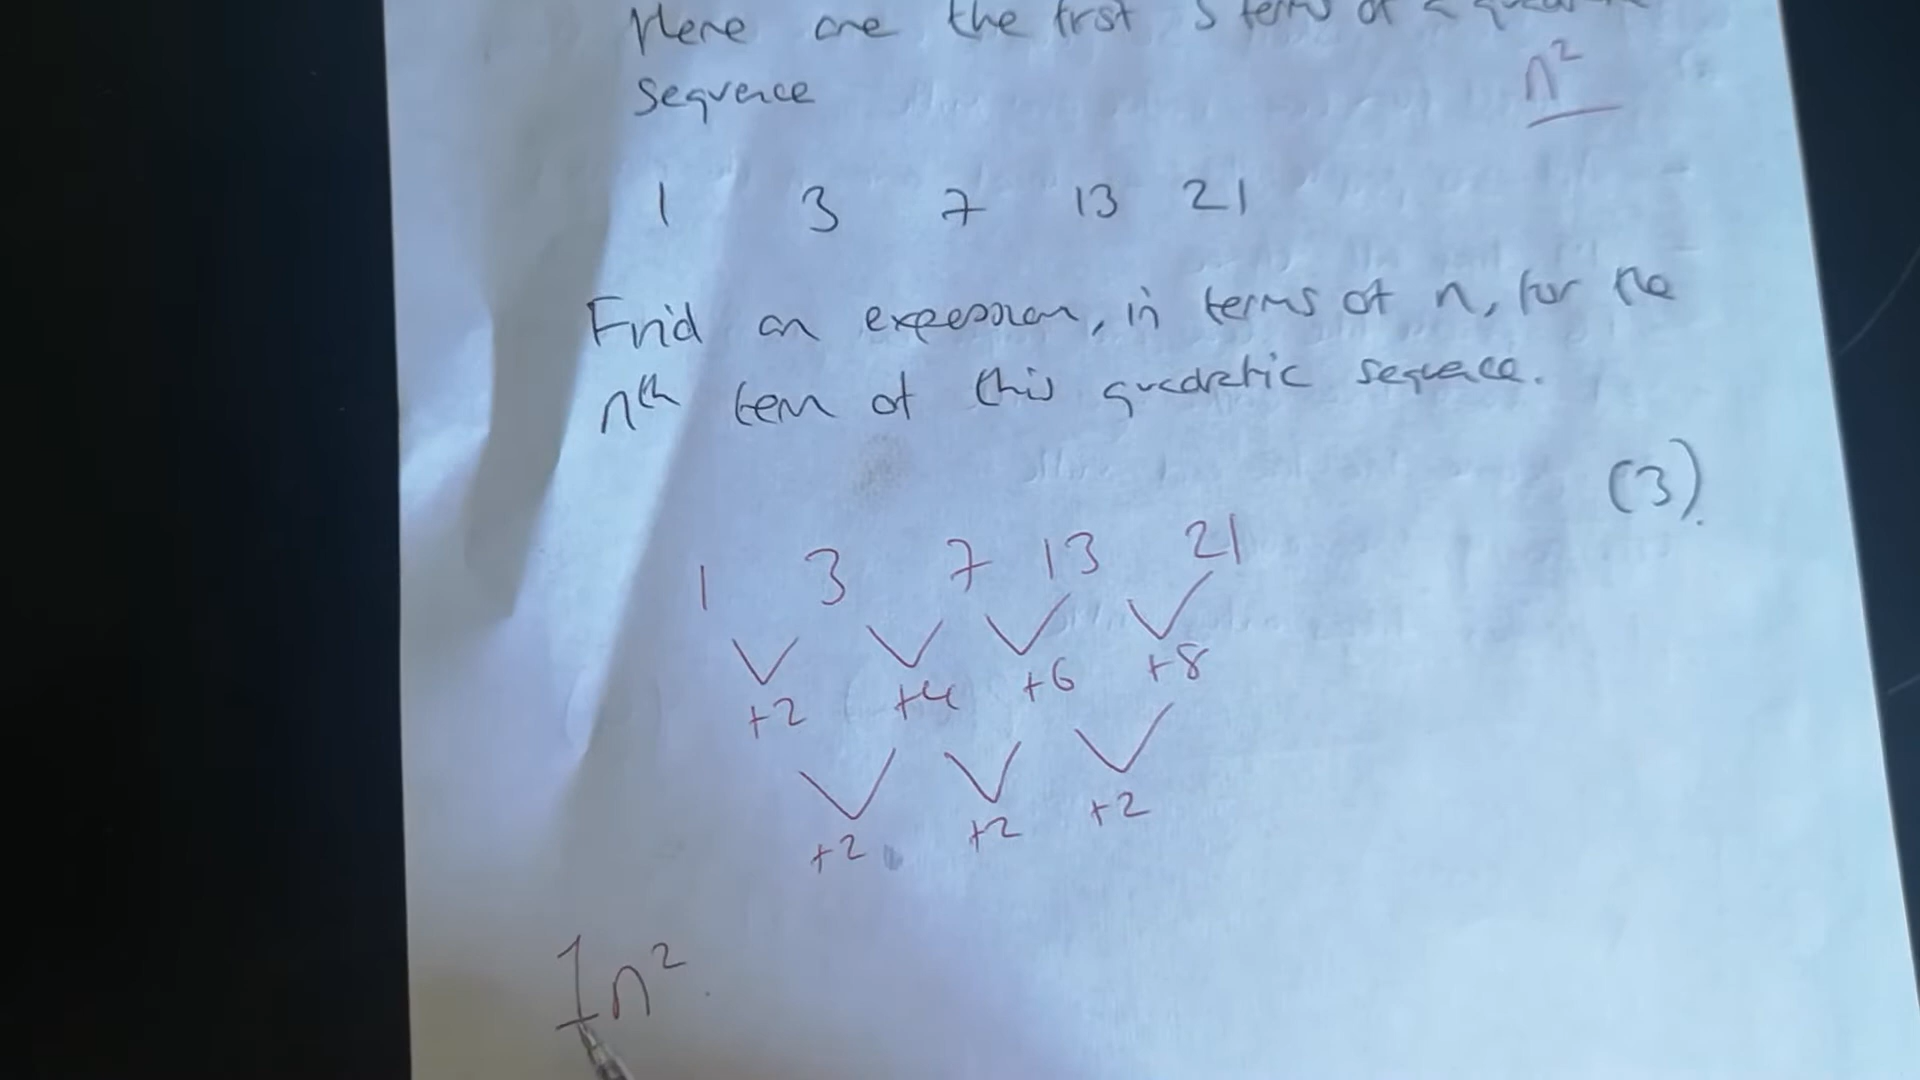 Here are the first 5 terms of a
sequence
n²
1 3 7 13 21
Find an expression, in terms of n, for the
nth term of this quadratic sequence.
(3).
1 3 7 13 21
+2 +4 +6 +8
+2 +2 +2
1n²